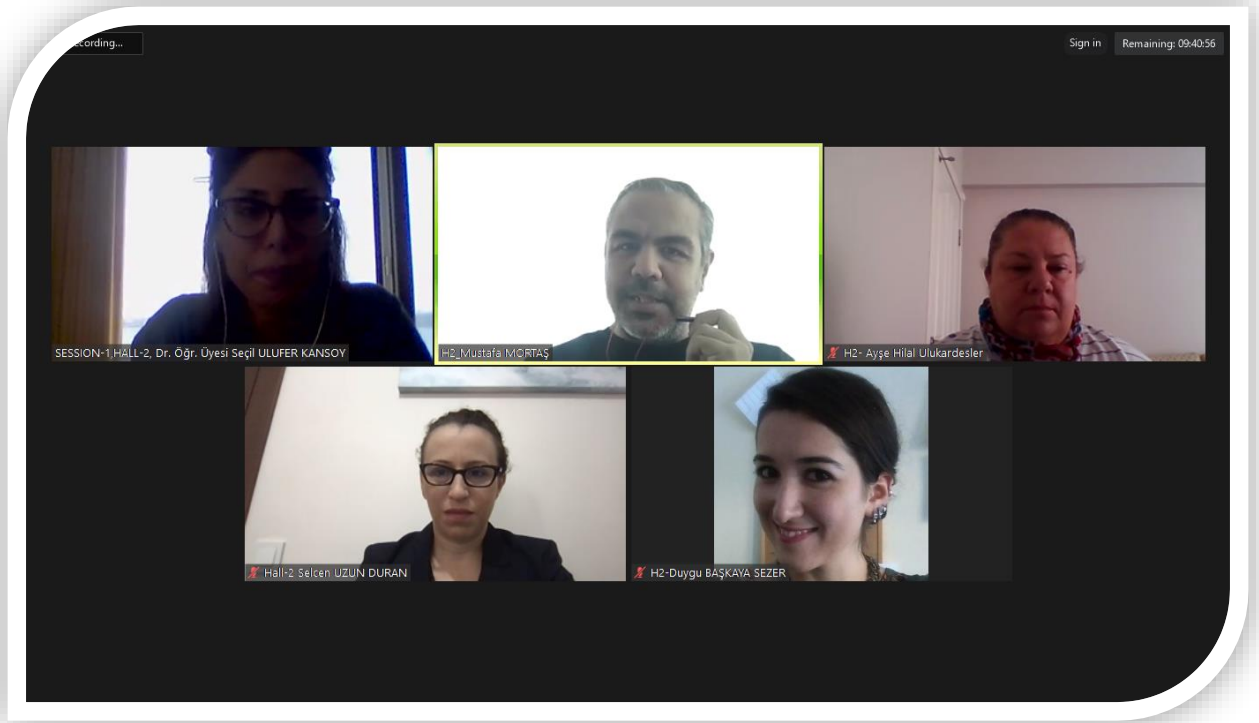 cording...
Sign in
Remaining: 09:40:56
SESSION-1,HALL-2, Dr. Öğr. Üyesi Seçil ULUFER KANSOY
H2_Mustafa MORTAŞ
H2- Ayşe Hilal Ulukardesler
Hall-2 Selcen UZUN DURAN
H2-Duygu BAŞKAYA SEZER